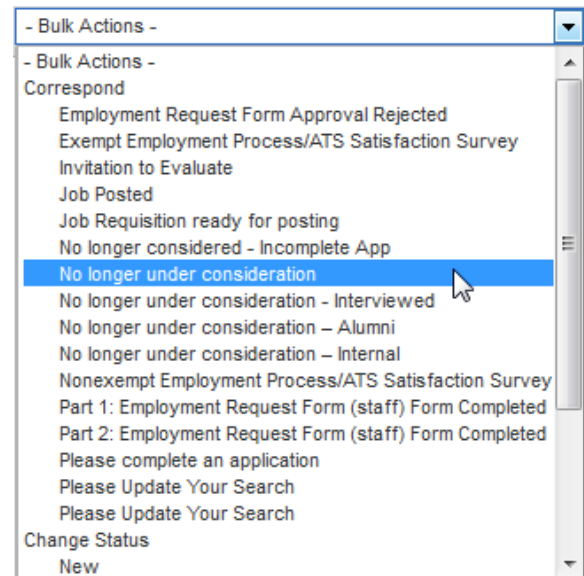 - Bulk Actions -
- Bulk Actions -
Correspond
Employment Request Form Approval Rejected
Exempt Employment Process/ATS Satisfaction Survey
Invitation to Evaluate
Job Posted
Job Requisition ready for posting
No longer considered - Incomplete App
No longer under consideration
No longer under consideration - Interviewed
No longer under consideration – Alumni
No longer under consideration – Internal
Nonexempt Employment Process/ATS Satisfaction Survey
Part 1: Employment Request Form (staff) Form Completed
Part 2: Employment Request Form (staff) Form Completed
Please complete an application
Please Update Your Search
Please Update Your Search
Change Status
New